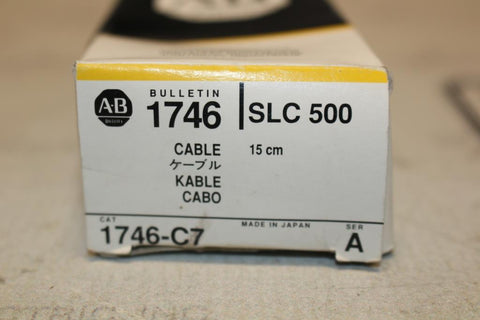 AB
BULLETIN
1746 SLC 500
CABLE 15 cm
ケーブル
KABLE
CABO
CAT MADE IN JAPAN SER
1746-C7 A